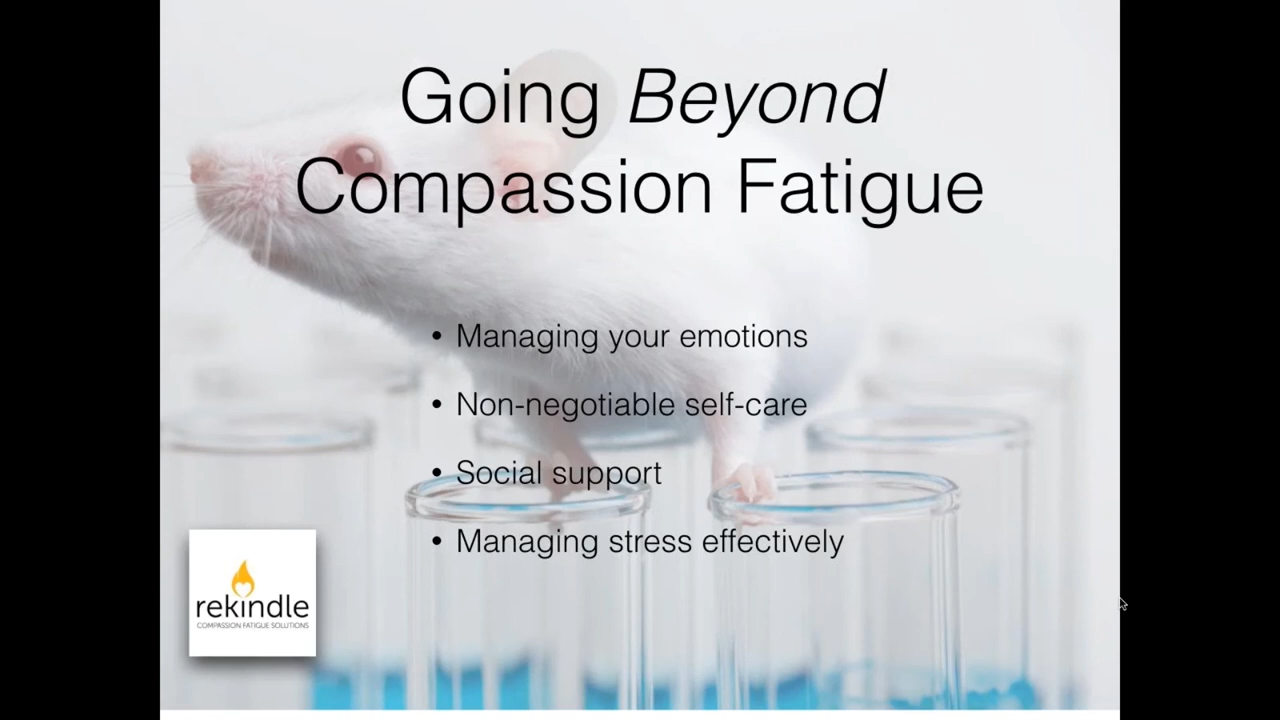 Going Beyond
Compassion Fatigue
• Managing your emotions
• Non-negotiable self-care
• Social support
• Managing stress effectively
rekindle
COMPASSION FATIGUE SOLUTIONS